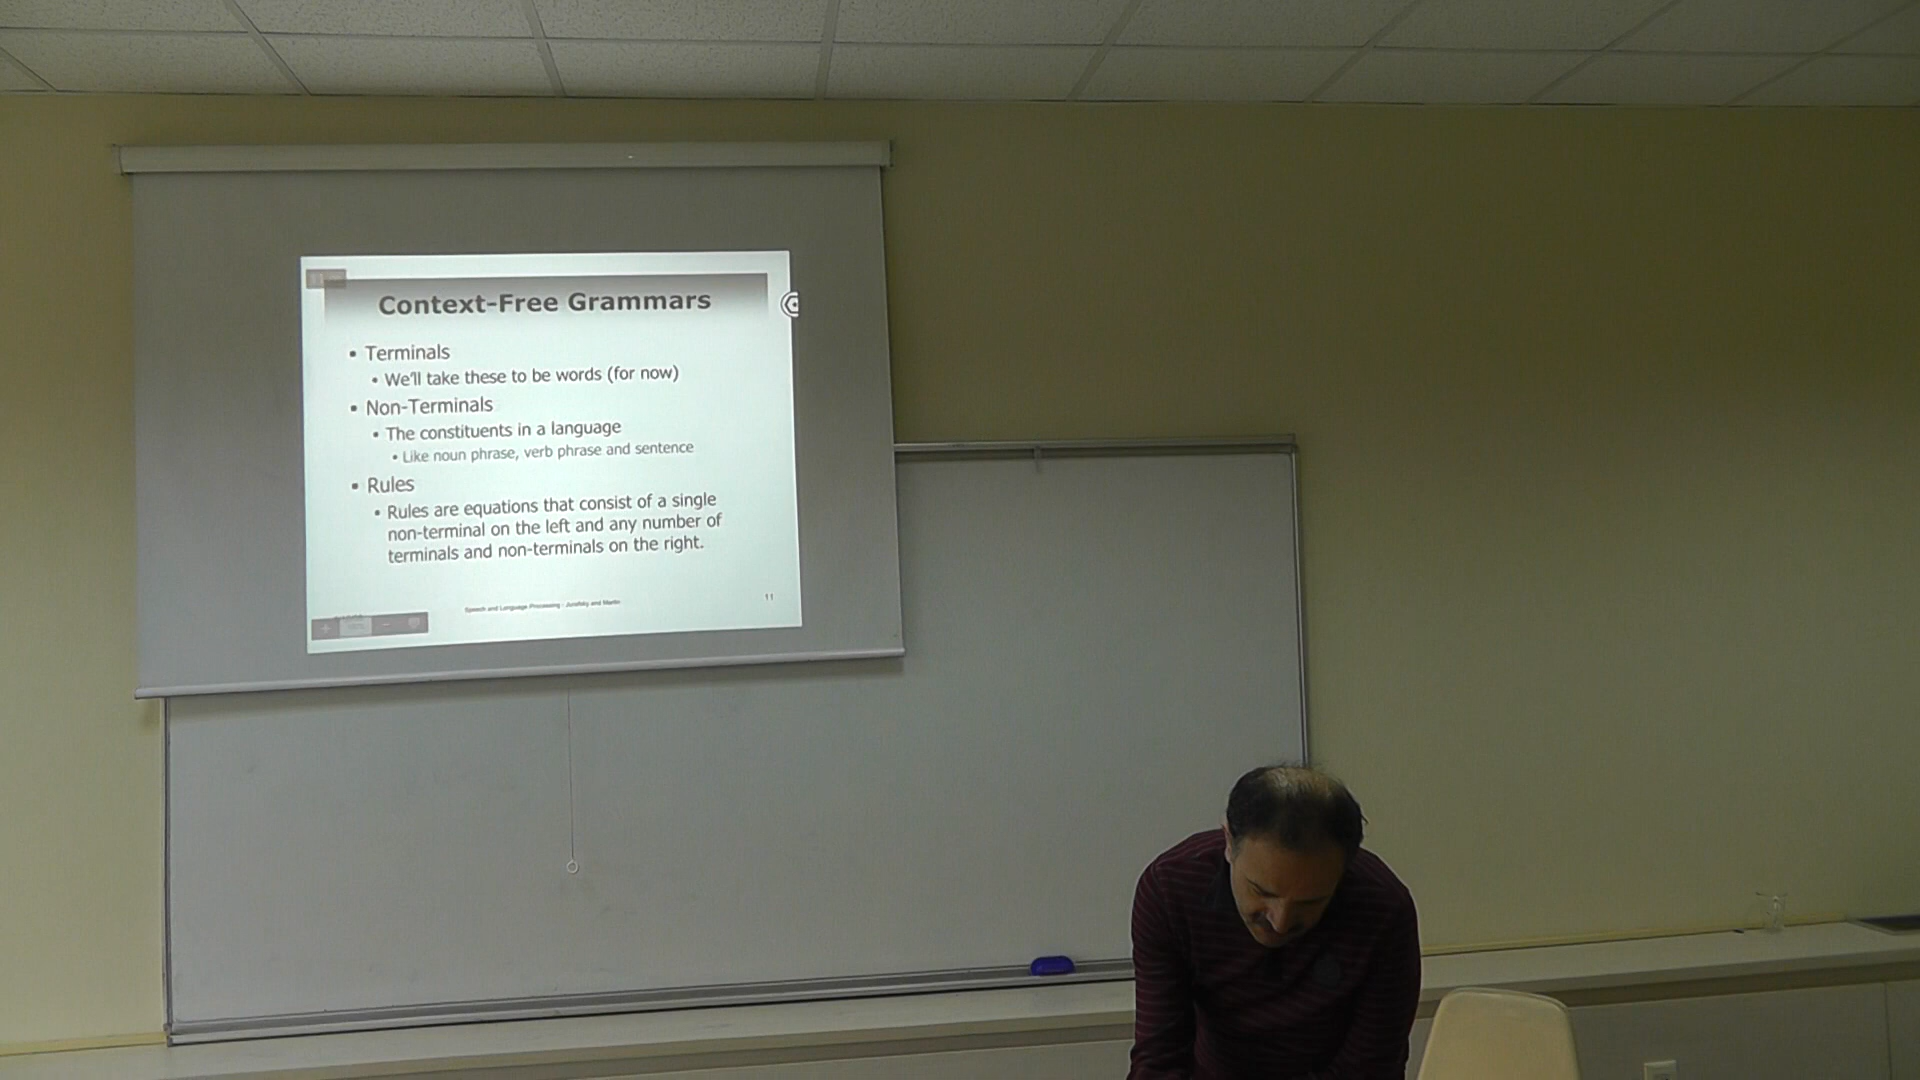 Context-Free Grammars
• Terminals
• We'll take these to be words (for now)
• Non-Terminals
• The constituents in a language
• Like noun phrase, verb phrase and sentence
• Rules
• Rules are equations that consist of a single
non-terminal on the left and any number of
terminals and non-terminals on the right.
Speech and Language Processing - Jurafsky and Martin
11